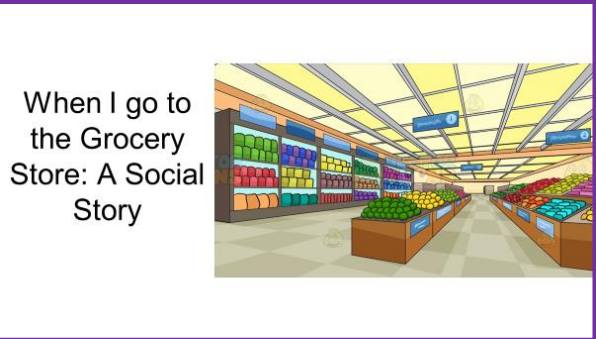 When I go to
the Grocery
Store: A Social
Story